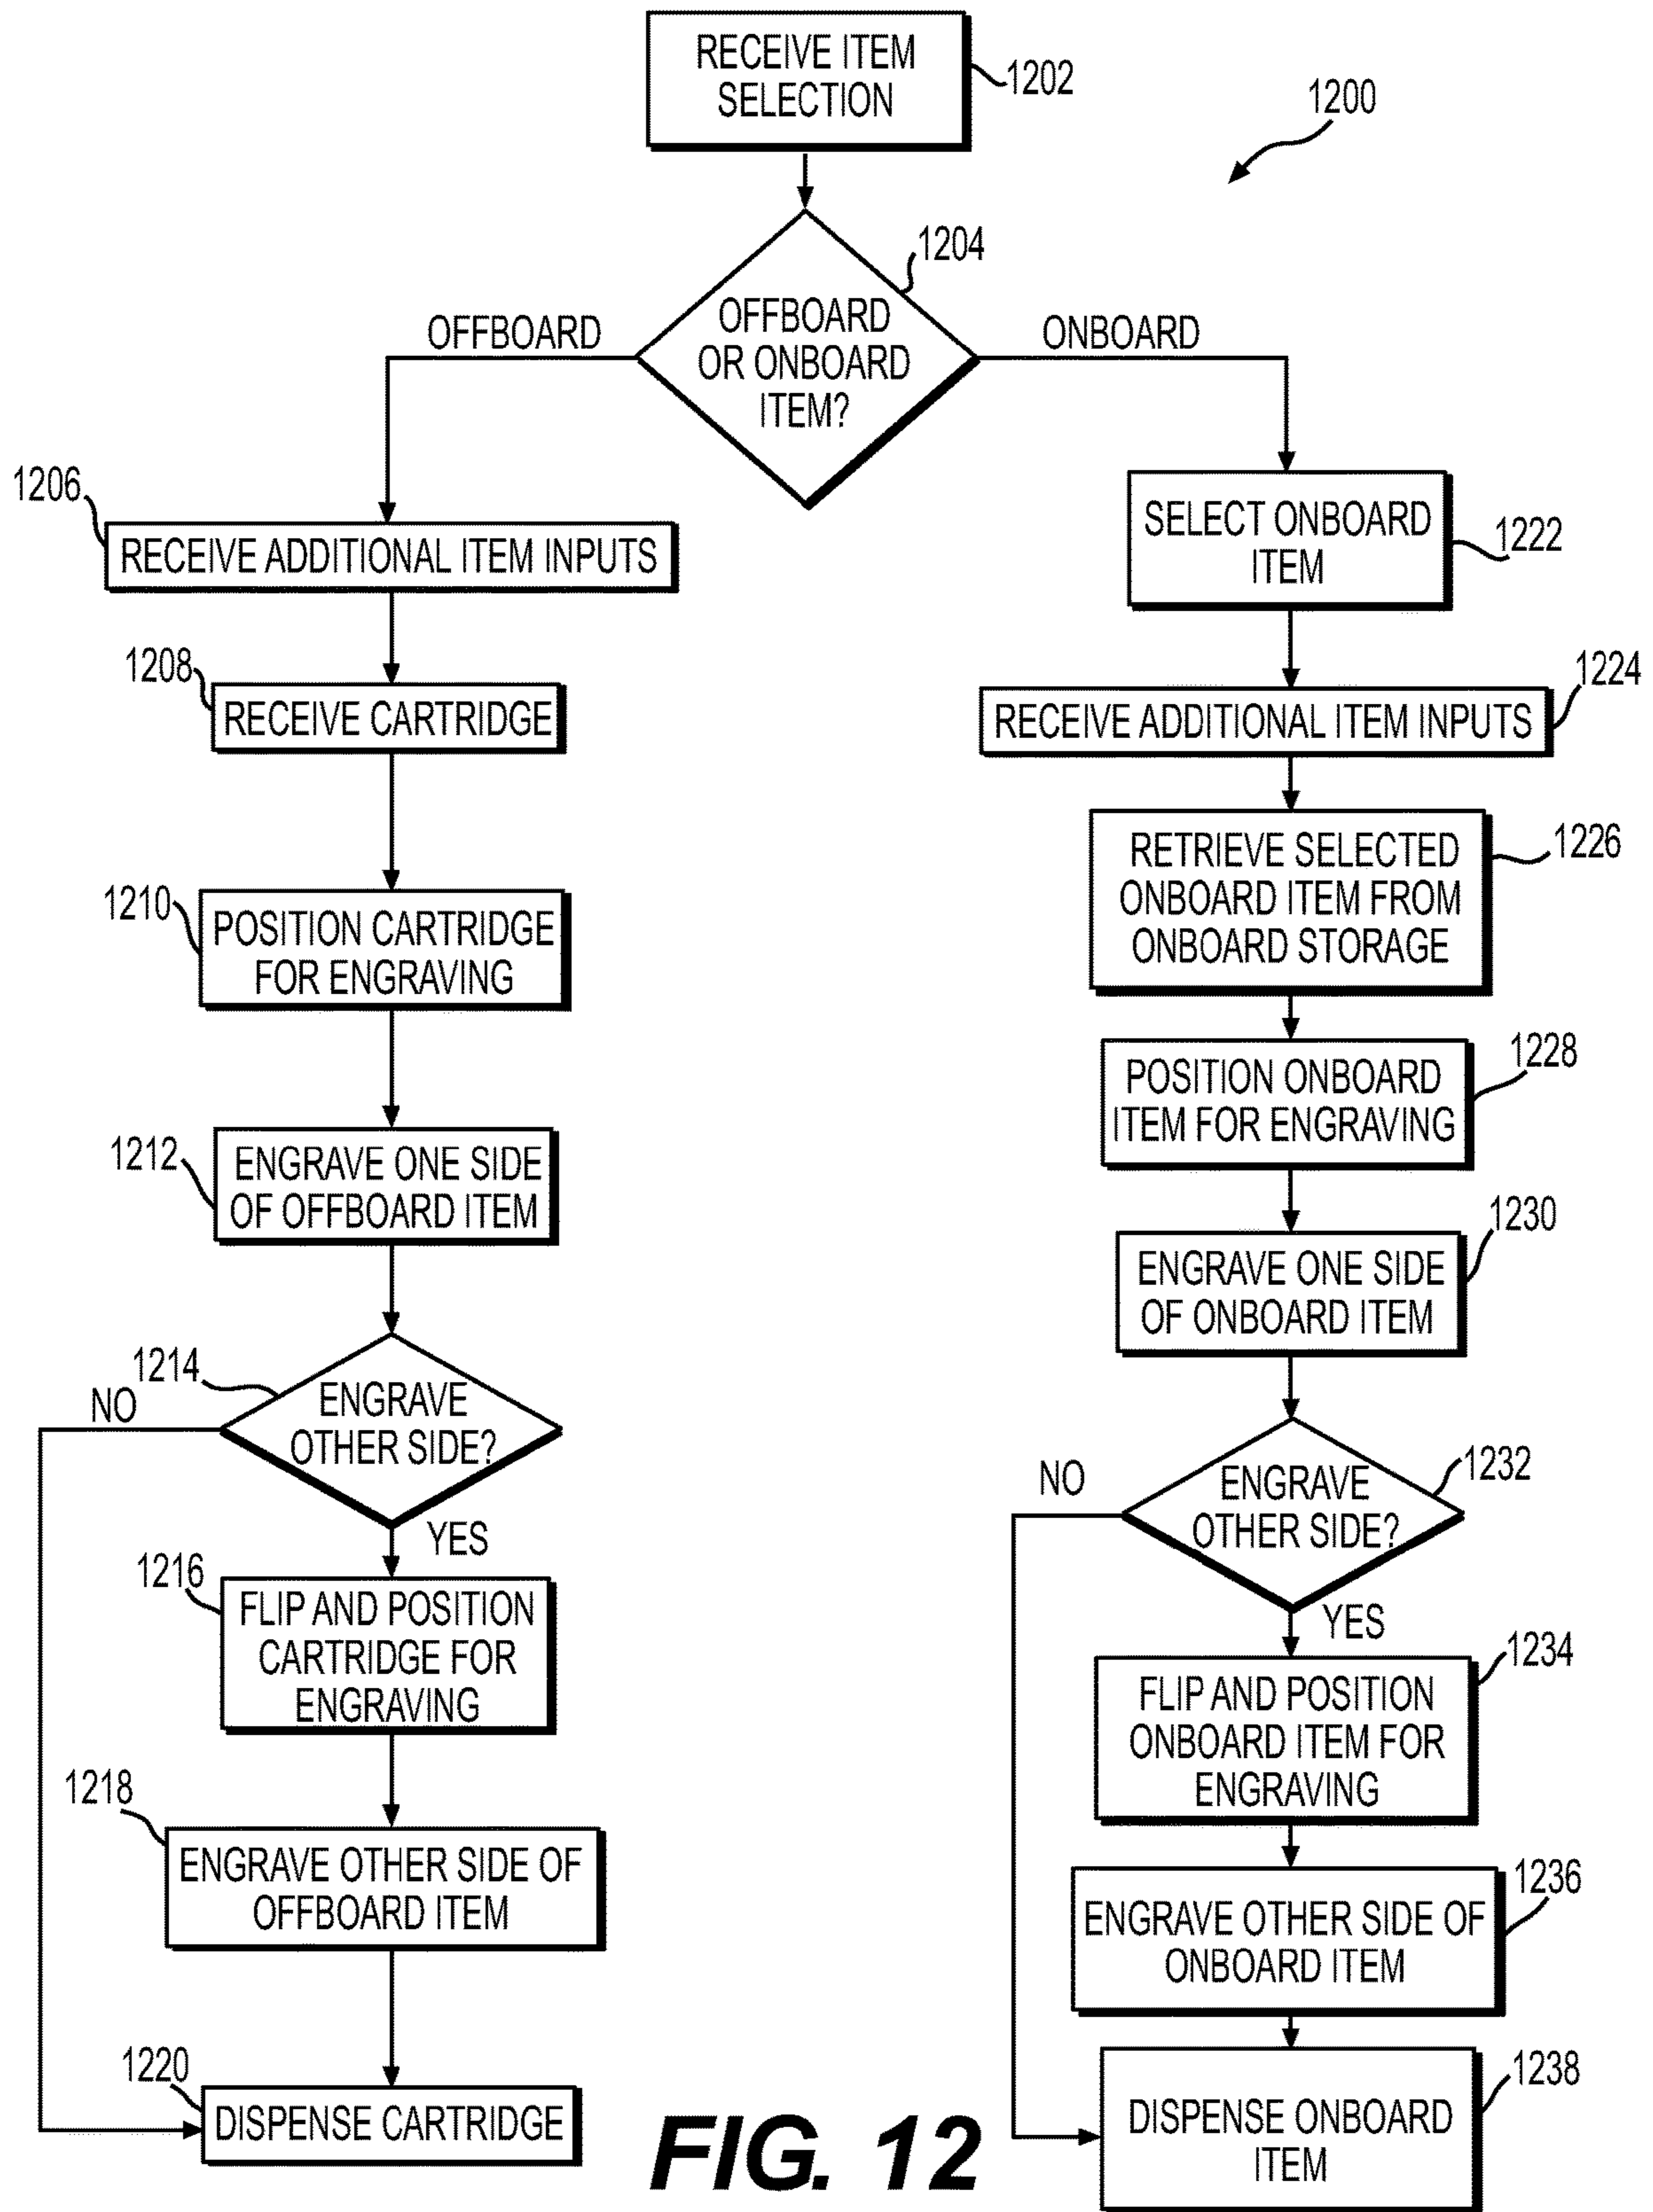 RECEIVE ITEM
SELECTION
1202
1200
1204
OFFBOARD
OR ONBOARD
ITEM?
OFFBOARD
ONBOARD
1206
RECEIVE ADDITIONAL ITEM INPUTS
1208
RECEIVE CARTRIDGE
1210
POSITION CARTRIDGE
FOR ENGRAVING
1212
ENGRAVE ONE SIDE
OF OFFBOARD ITEM
1214
NO
ENGRAVE
OTHER SIDE?
YES
1216
FLIP AND POSITION
CARTRIDGE FOR
ENGRAVING
1218
ENGRAVE OTHER SIDE OF
OFFBOARD ITEM
1220
DISPENSE CARTRIDGE
SELECT ONBOARD
ITEM
1222
1224
RECEIVE ADDITIONAL ITEM INPUTS
RETRIEVE SELECTED
ONBOARD ITEM FROM
ONBOARD STORAGE
1226
POSITION ONBOARD
ITEM FOR ENGRAVING
1228
ENGRAVE ONE SIDE
OF ONBOARD ITEM
1230
NO
ENGRAVE
OTHER SIDE?
1232
YES
FLIP AND POSITION
ONBOARD ITEM FOR
ENGRAVING
1234
ENGRAVE OTHER SIDE OF
ONBOARD ITEM
1236
DISPENSE ONBOARD
ITEM
1238
FIG. 12